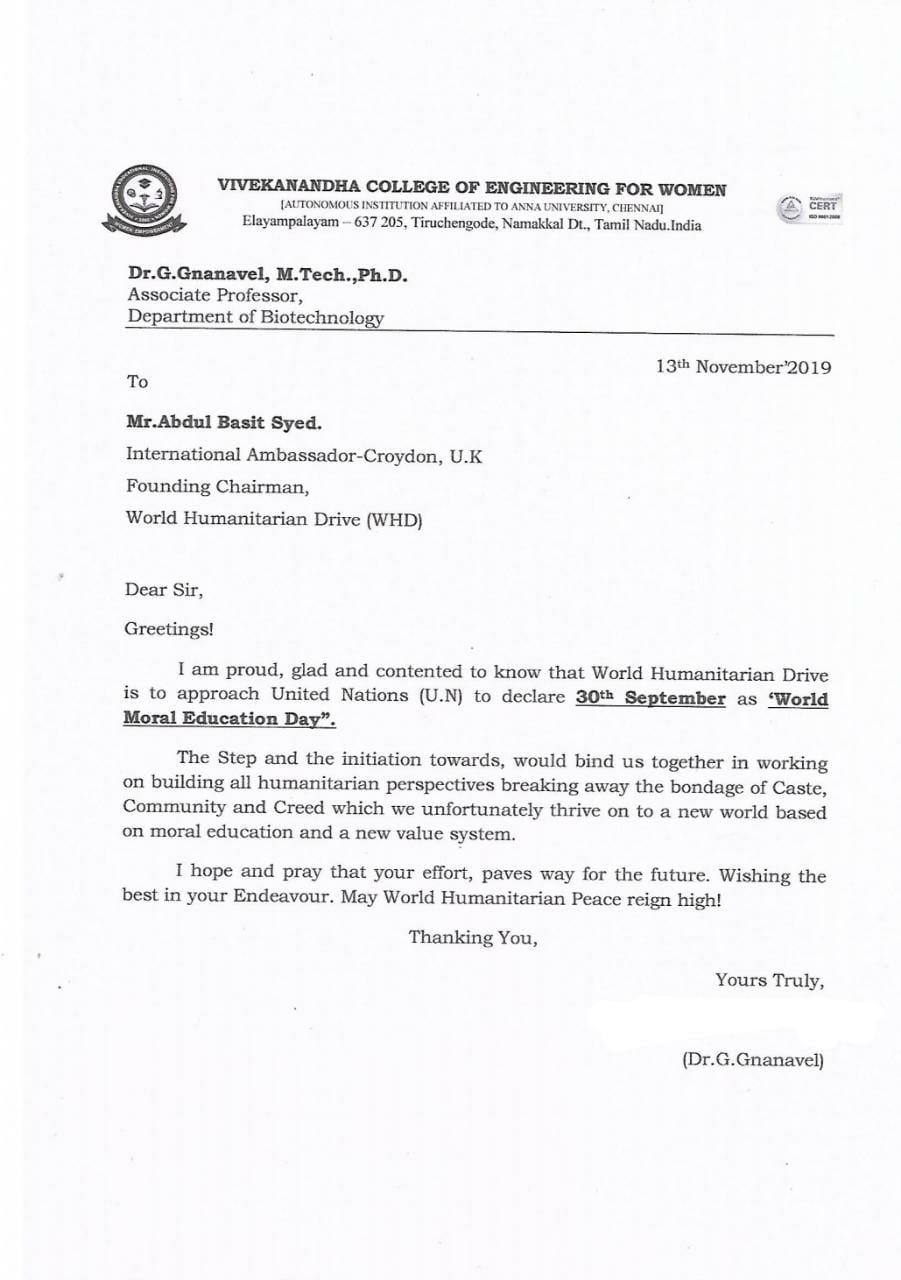 VIVEKANANDHA COLLEGE OF ENGINEERING FOR WOMEN
[AUTONOMOUS INSTITUTION AFFILIATED TO ANNA UNIVERSITY, CHENNAI]
Elayampalayam – 637 205, Tiruchengode, Namakkal Dt., Tamil Nadu.India
WOMEN EMPOWERMENT
CERT
ISO 9001:2008
Dr.G.Gnanavel, M.Tech.,Ph.D.
Associate Professor,
Department of Biotechnology
13th November'2019
To
Mr.Abdul Basit Syed.
International Ambassador-Croydon, U.K
Founding Chairman,
World Humanitarian Drive (WHD)
Dear Sir,
Greetings!
I am proud, glad and contented to know that World Humanitarian Drive
is to approach United Nations (U.N) to declare 30th September as ‘World
Moral Education Day”.
The Step and the initiation towards, would bind us together in working
on building all humanitarian perspectives breaking away the bondage of Caste,
Community and Creed which we unfortunately thrive on to a new world based
on moral education and a new value system.
I hope and pray that your effort, paves way for the future. Wishing the
best in your Endeavour. May World Humanitarian Peace reign high!
Thanking You,
Yours Truly,
(Dr.G.Gnanavel)